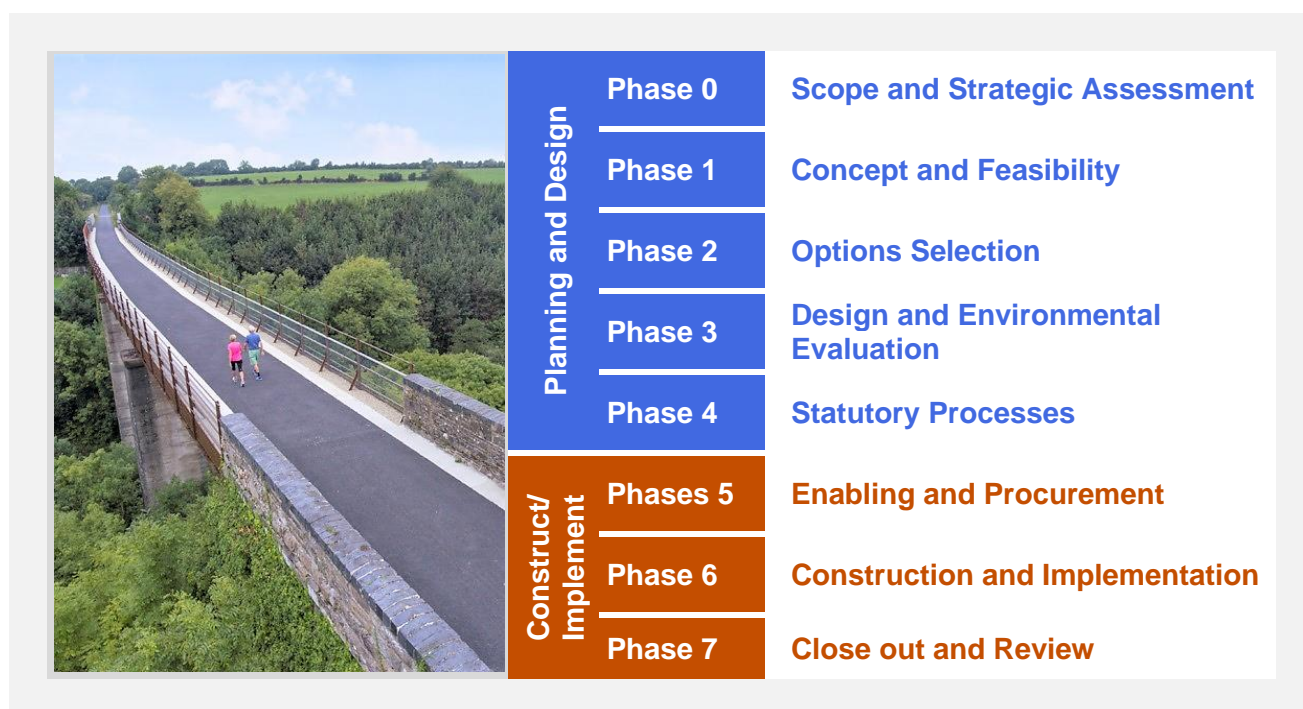 Planning and Design
Phase 0
Scope and Strategic Assessment
Phase 1
Concept and Feasibility
Phase 2
Options Selection
Phase 3
Design and Environmental
Evaluation
Phase 4
Statutory Processes
Construct/
Implement
Phases 5
Enabling and Procurement
Phase 6
Construction and Implementation
Phase 7
Close out and Review